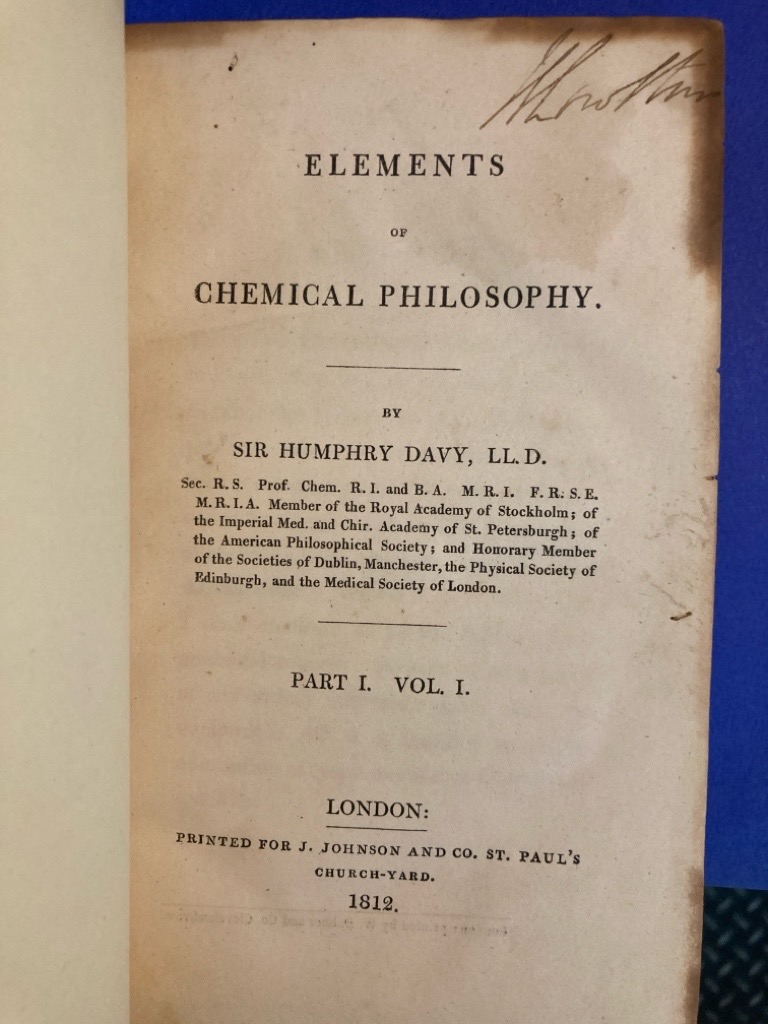 ELEMENTS
OF
CHEMICAL PHILOSOPHY.
BY
SIR HUMPHRY DAVY, LL. D.
Sec. R. S. Prof. Chem. R. I. and B. A. M. R. I. F. R. S. E.
M. R. I. A. Member of the Royal Academy of Stockholm; of
the Imperial Med. and Chir. Academy of St. Petersburgh; of
the American Philosophical Society; and Honorary Member
of the Societies of Dublin, Manchester, the Physical Society of
Edinburgh, and the Medical Society of London.
PART I. VOL. I.
LONDON:
PRINTED FOR J. JOHNSON AND CO. ST. PAUL'S
CHURCH-YARD.
1812.